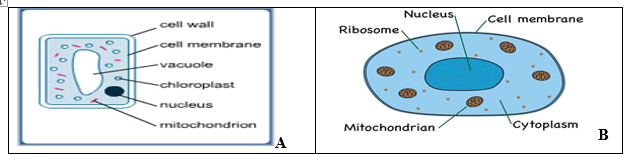 cell wall
cell membrane
vacuole
chloroplast
nucleus
mitochondrion
A
Nucleus
Cell membrane
Ribosome
Mitochondrian
Cytoplasm
B